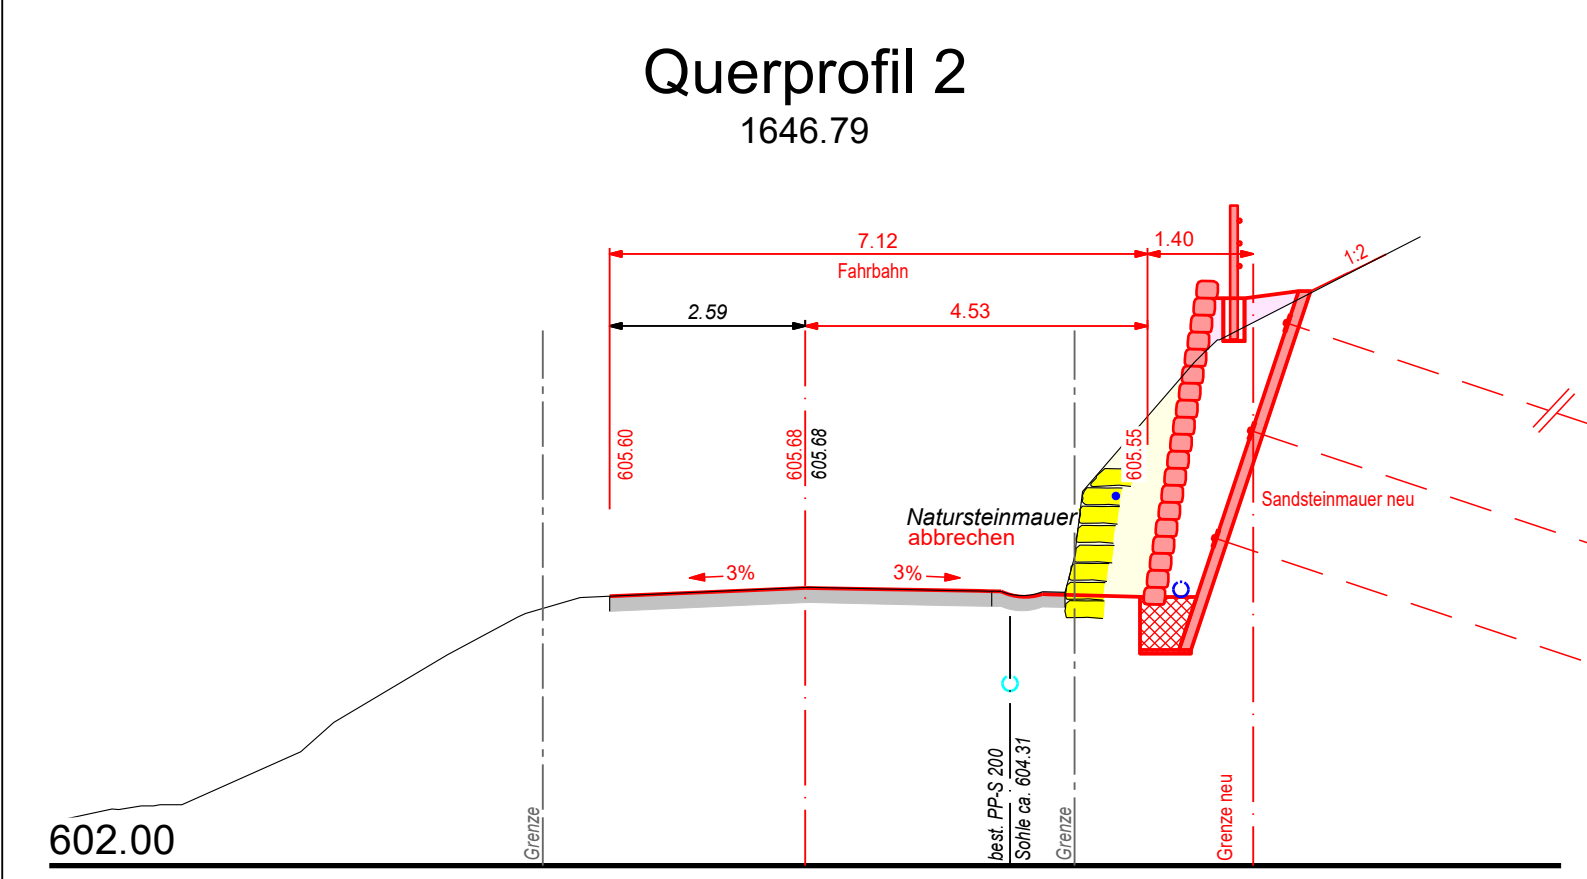 Querprofil 2
1646.79
7.12
1.40
Fahrbahn
1:2
2.59
4.53
605.60
605.68
605.68
605.55
Sandsteinmauer neu
Natursteinmauer
abbrechen
3%
3%
best. PP-S 200
Sohle ca. 604.31
Grenze
Grenze
Grenze neu
602.00